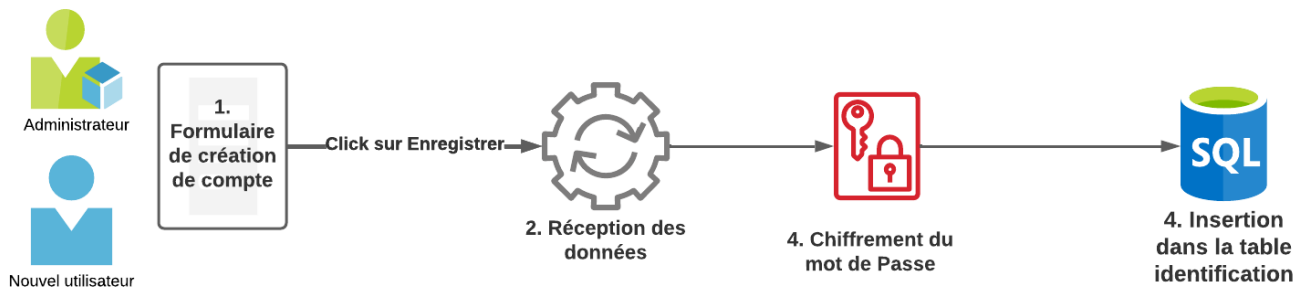 Administrateur
Nouvel utilisateur
1.
Formulaire
de création
de compte
Click sur Enregistrer
2. Réception des
données
4. Chiffrement du
mot de Passe
SQL
4. Insertion
dans la table
identification